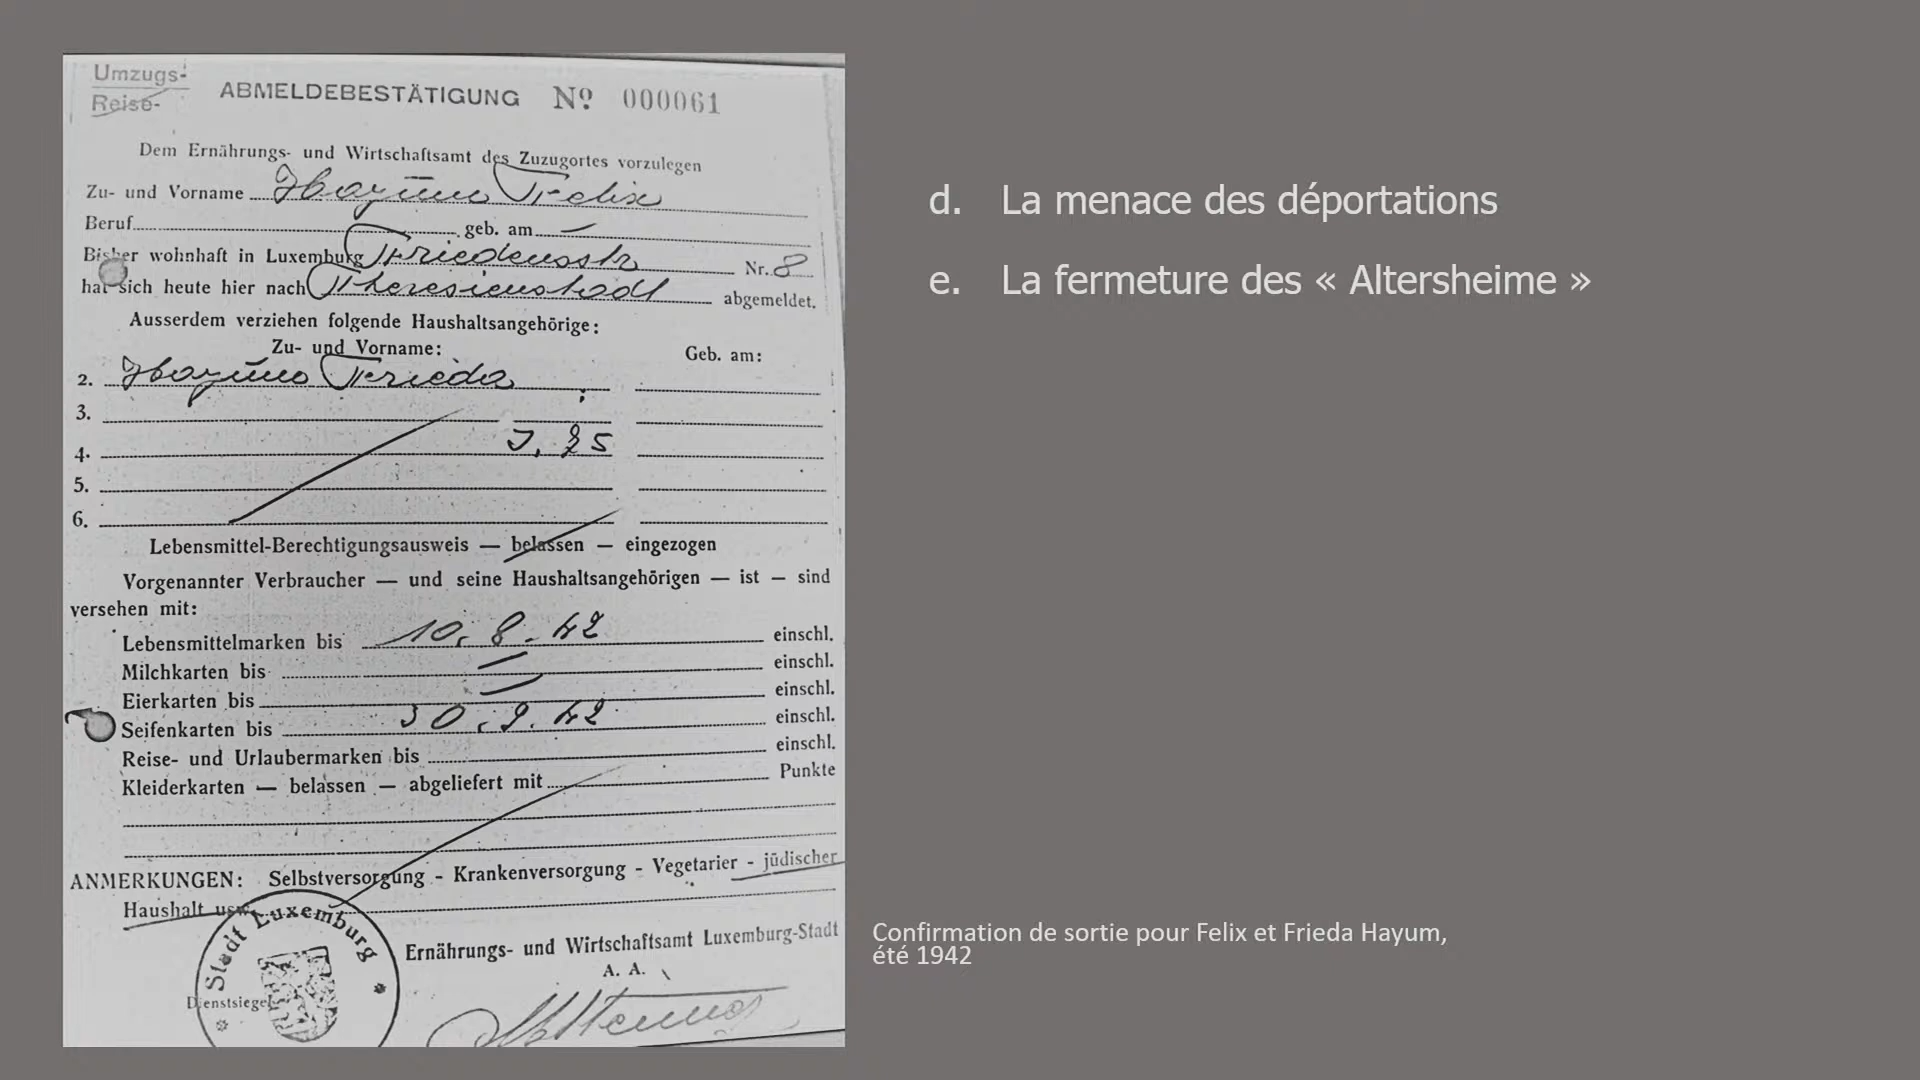 Umzugs-
Reise-
ABMELDEBESTÄTIGUNG Nº 000061
Dem Ernährungs- und Wirtschaftsamt des Zuzugortes vorzulegen
Zu- und Vorname Hayum Felix
Beruf geb. am —
Bisher wohnhaft in Luxemburg Friedensstr Nr. 8
hat sich heute hier nach Theresienstadt abgemeldet.
Ausserdem verziehen folgende Haushaltsangehörige:
Zu- und Vorname: Geb. am:
2. Hayum Frieda
3.
4.
5.
6.
Lebensmittel-Berechtigungsausweis — belassen — eingezogen
Vorgenannter Verbraucher — und seine Haushaltsangehörigen — ist — sind
versehen mit:
Lebensmittelmarken bis 10. 8. 42 einschl.
Milchkarten bis — einschl.
Eierkarten bis — einschl.
Seifenkarten bis 30. 9. 42 einschl.
Reise- und Urlaubermarken bis einschl.
Kleiderkarten — belassen — abgeliefert mit Punkte
ANMERKUNGEN: Selbstversorgung - Krankenversorgung - Vegetarier - jüdischer
Haushalt usw.
Stadt Luxemburg
Dienstsiegel
Ernährungs- und Wirtschaftsamt Luxemburg-Stadt
A. A.
d. La menace des déportations
e. La fermeture des « Altersheime »
Confirmation de sortie pour Felix et Frieda Hayum,
été 1942